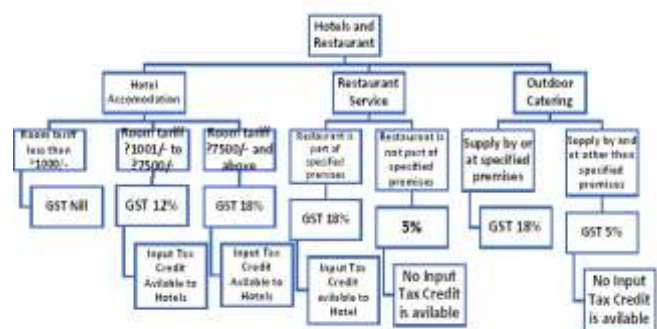 Hotels and
Restaurant
Hotel
Accomodation
Restaurant
Service
Outdoor
Catering
Room tariff
less than
?1000/-
Room tariff
?1001/- to
?7500/-
Room tariff
?7500/- and
above
Restaurant is
part of
specified
premises
Restaurant is
not part of
specified
premises
Supply by or
at specified
premises
Supply by and
at other then
specified
premises
GST Nill
GST 12%
GST 18%
GST 18%
5%
GST 18%
GST 5%
Input Tax
Credit
Available to
Hotels
Input Tax
Credit
Available to
Hotels
Input Tax
Credit
available to
Hotel
No Input
Tax Credit
is available
No Input
Tax Credit
is available